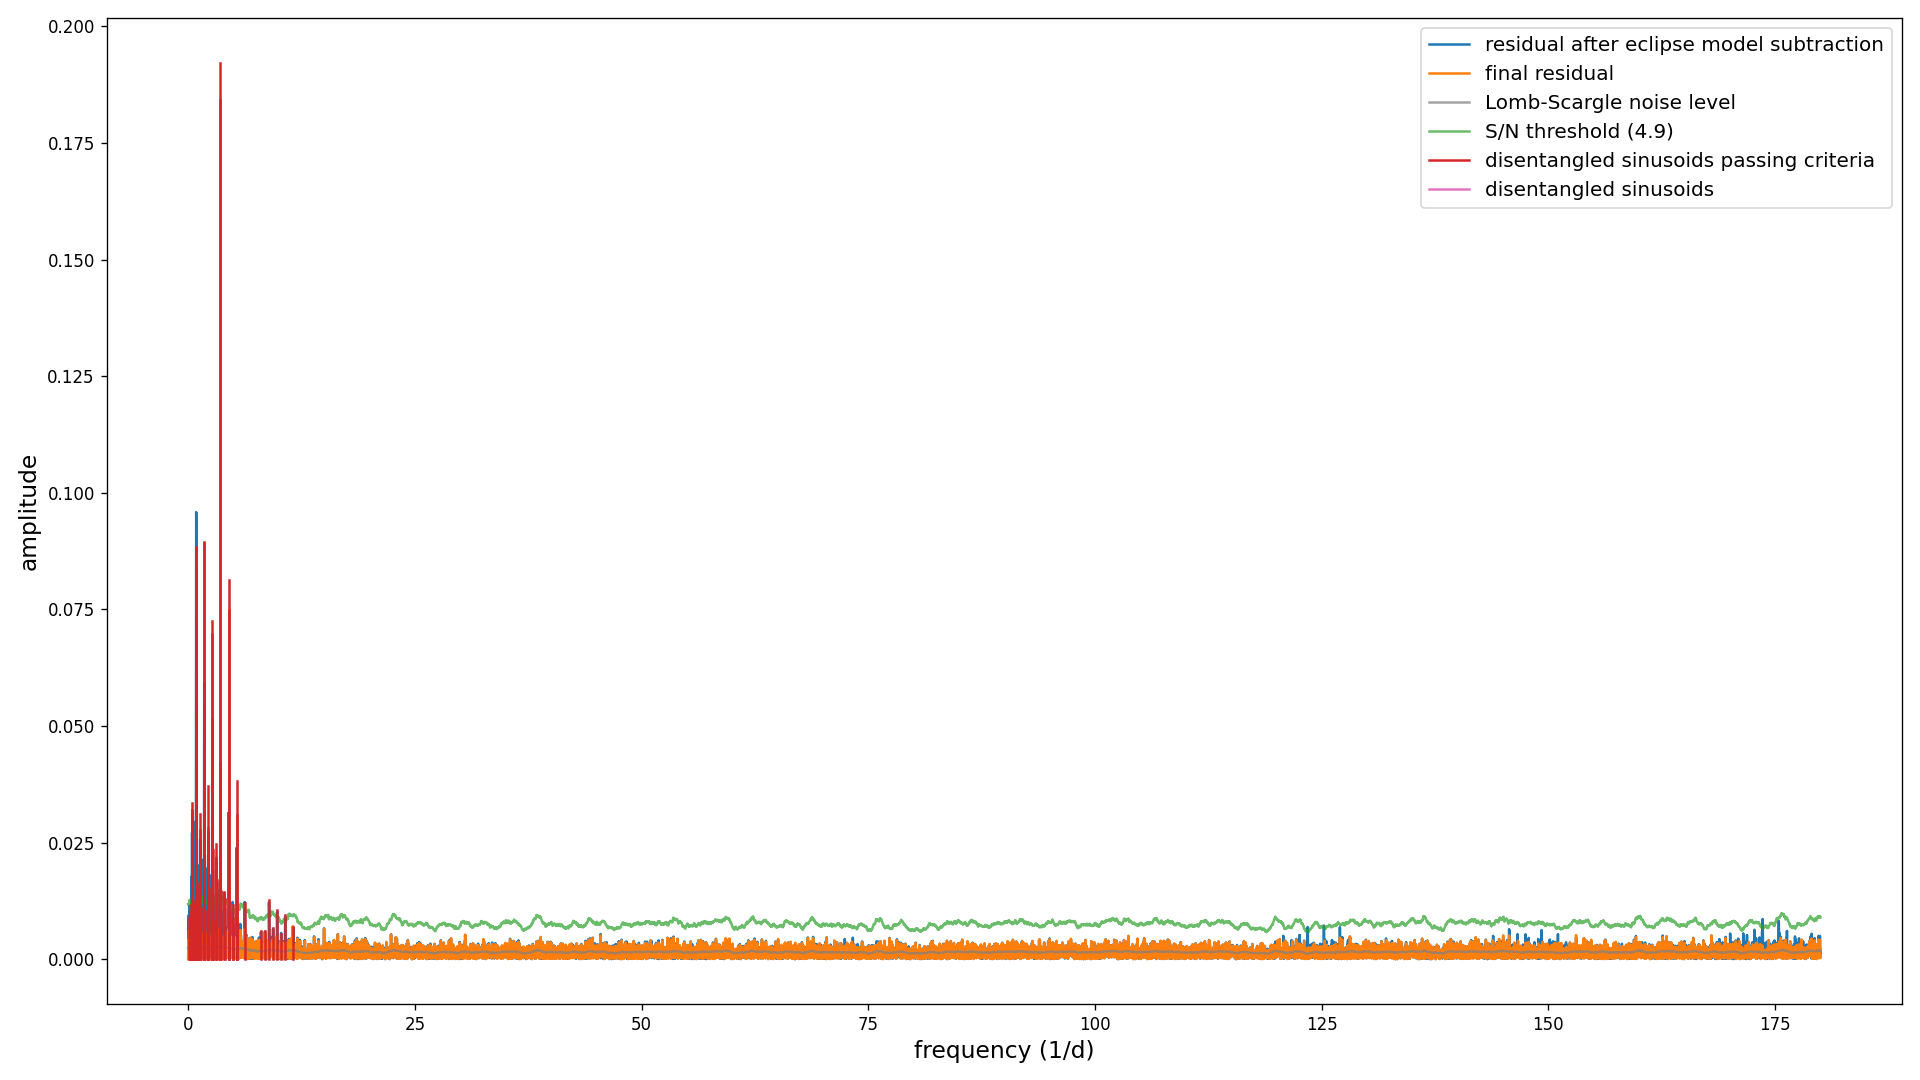 0.200
0.175
0.150
0.125
0.100
0.075
0.050
0.025
0.000
amplitude
residual after eclipse model subtraction
final residual
Lomb-Scargle noise level
S/N threshold (4.9)
disentangled sinusoids passing criteria
disentangled sinusoids
0 25 50 75 100 125 150 175
frequency (1/d)